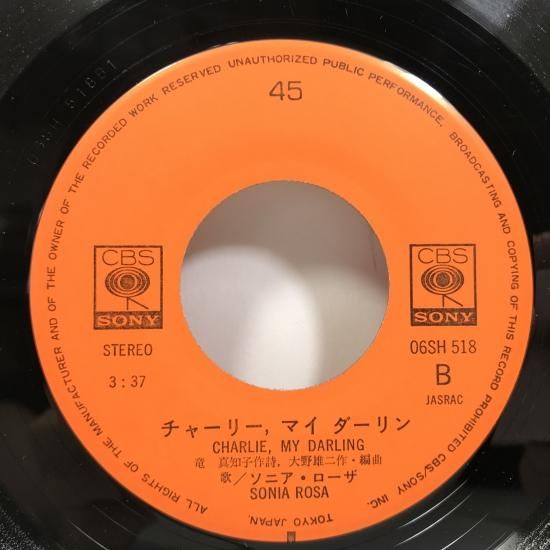 ALL RIGHTS OF THE MANUFACTURER AND OF THE OWNER OF THE RECORDED WORK RESERVED UNAUTHORIZED PUBLIC PERFORMANCE, BROADCASTING AND COPYING OF THIS RECORD PROHIBITED CBS/SONY INC. TOKYO JAPAN.
45
CBS
SONY
CBS
SONY
STEREO
06SH 518
3:37
B
JASRAC
チャーリー, マイ ダーリン
CHARLIE, MY DARLING
竜 真知子作詩, 大野雄二作・編曲
歌／ソニア・ローザ
SONIA ROSA